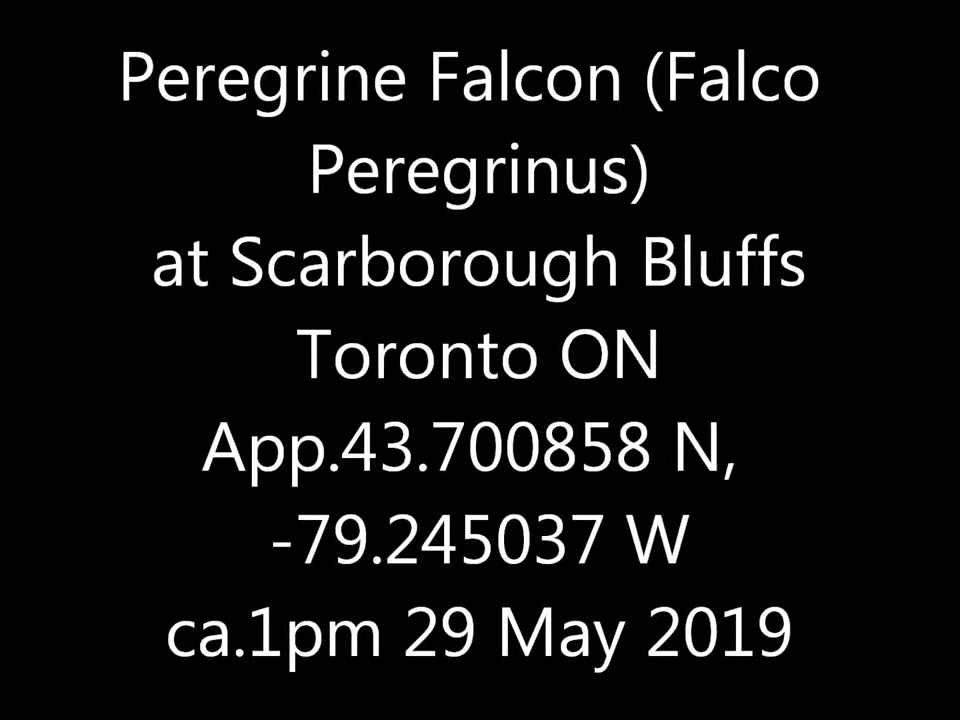 Peregrine Falcon (Falco
Peregrinus)
at Scarborough Bluffs
Toronto ON
App.43.700858 N,
-79.245037 W
ca.1pm 29 May 2019